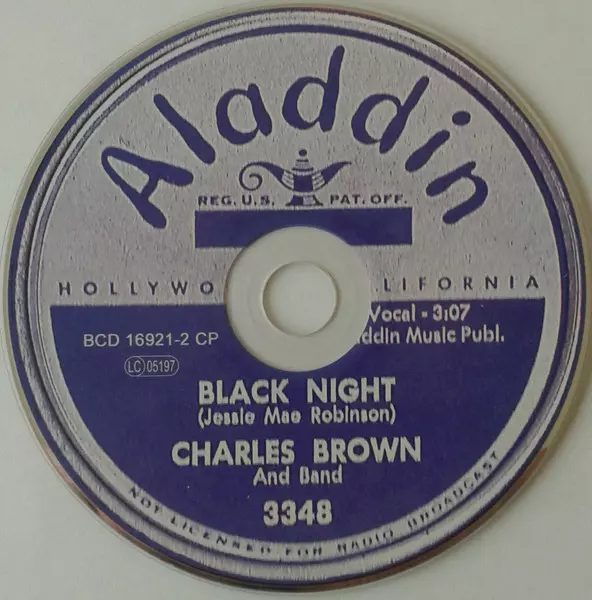 Aladdin
REG. U.S. PAT. OFF.
HOLLYWO LIFORNIA
Vocal - 3:07
ddin Music Publ.
BCD 16921-2 CP
LC 05197
BLACK NIGHT
(Jessie Mae Robinson)
CHARLES BROWN
And Band
3348
NOT LICENSED FOR RADIO BROADCAST